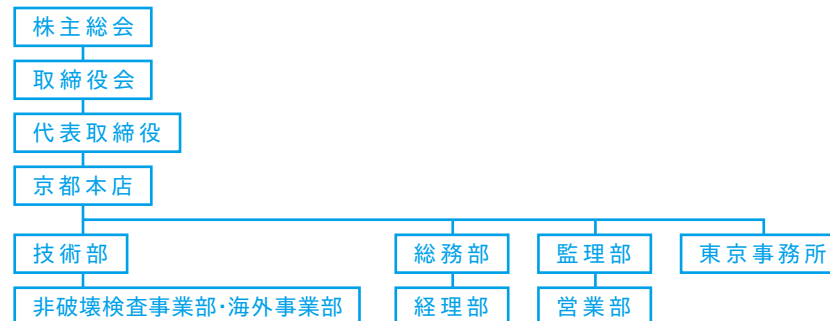 株主総会
取締役会
代表取締役
京都本店
技術部
総務部
監理部
東京事務所
非破壊検査事業部･海外事業部
経理部
営業部